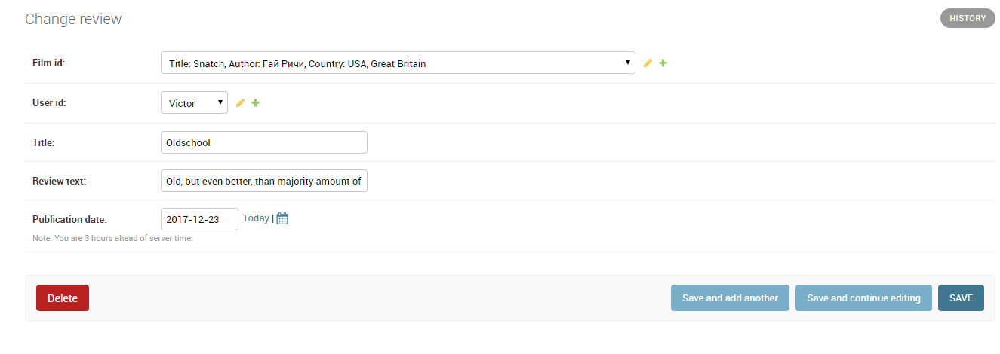 Change review
HISTORY
Film id:
Title: Snatch, Author: Гай Ричи, Country: USA, Great Britain
User id:
Victor
Title:
Oldschool
Review text:
Old, but even better, than majority amount of
Publication date:
2017-12-23
Today |
Note: You are 3 hours ahead of server time.
Delete
Save and add another
Save and continue editing
SAVE